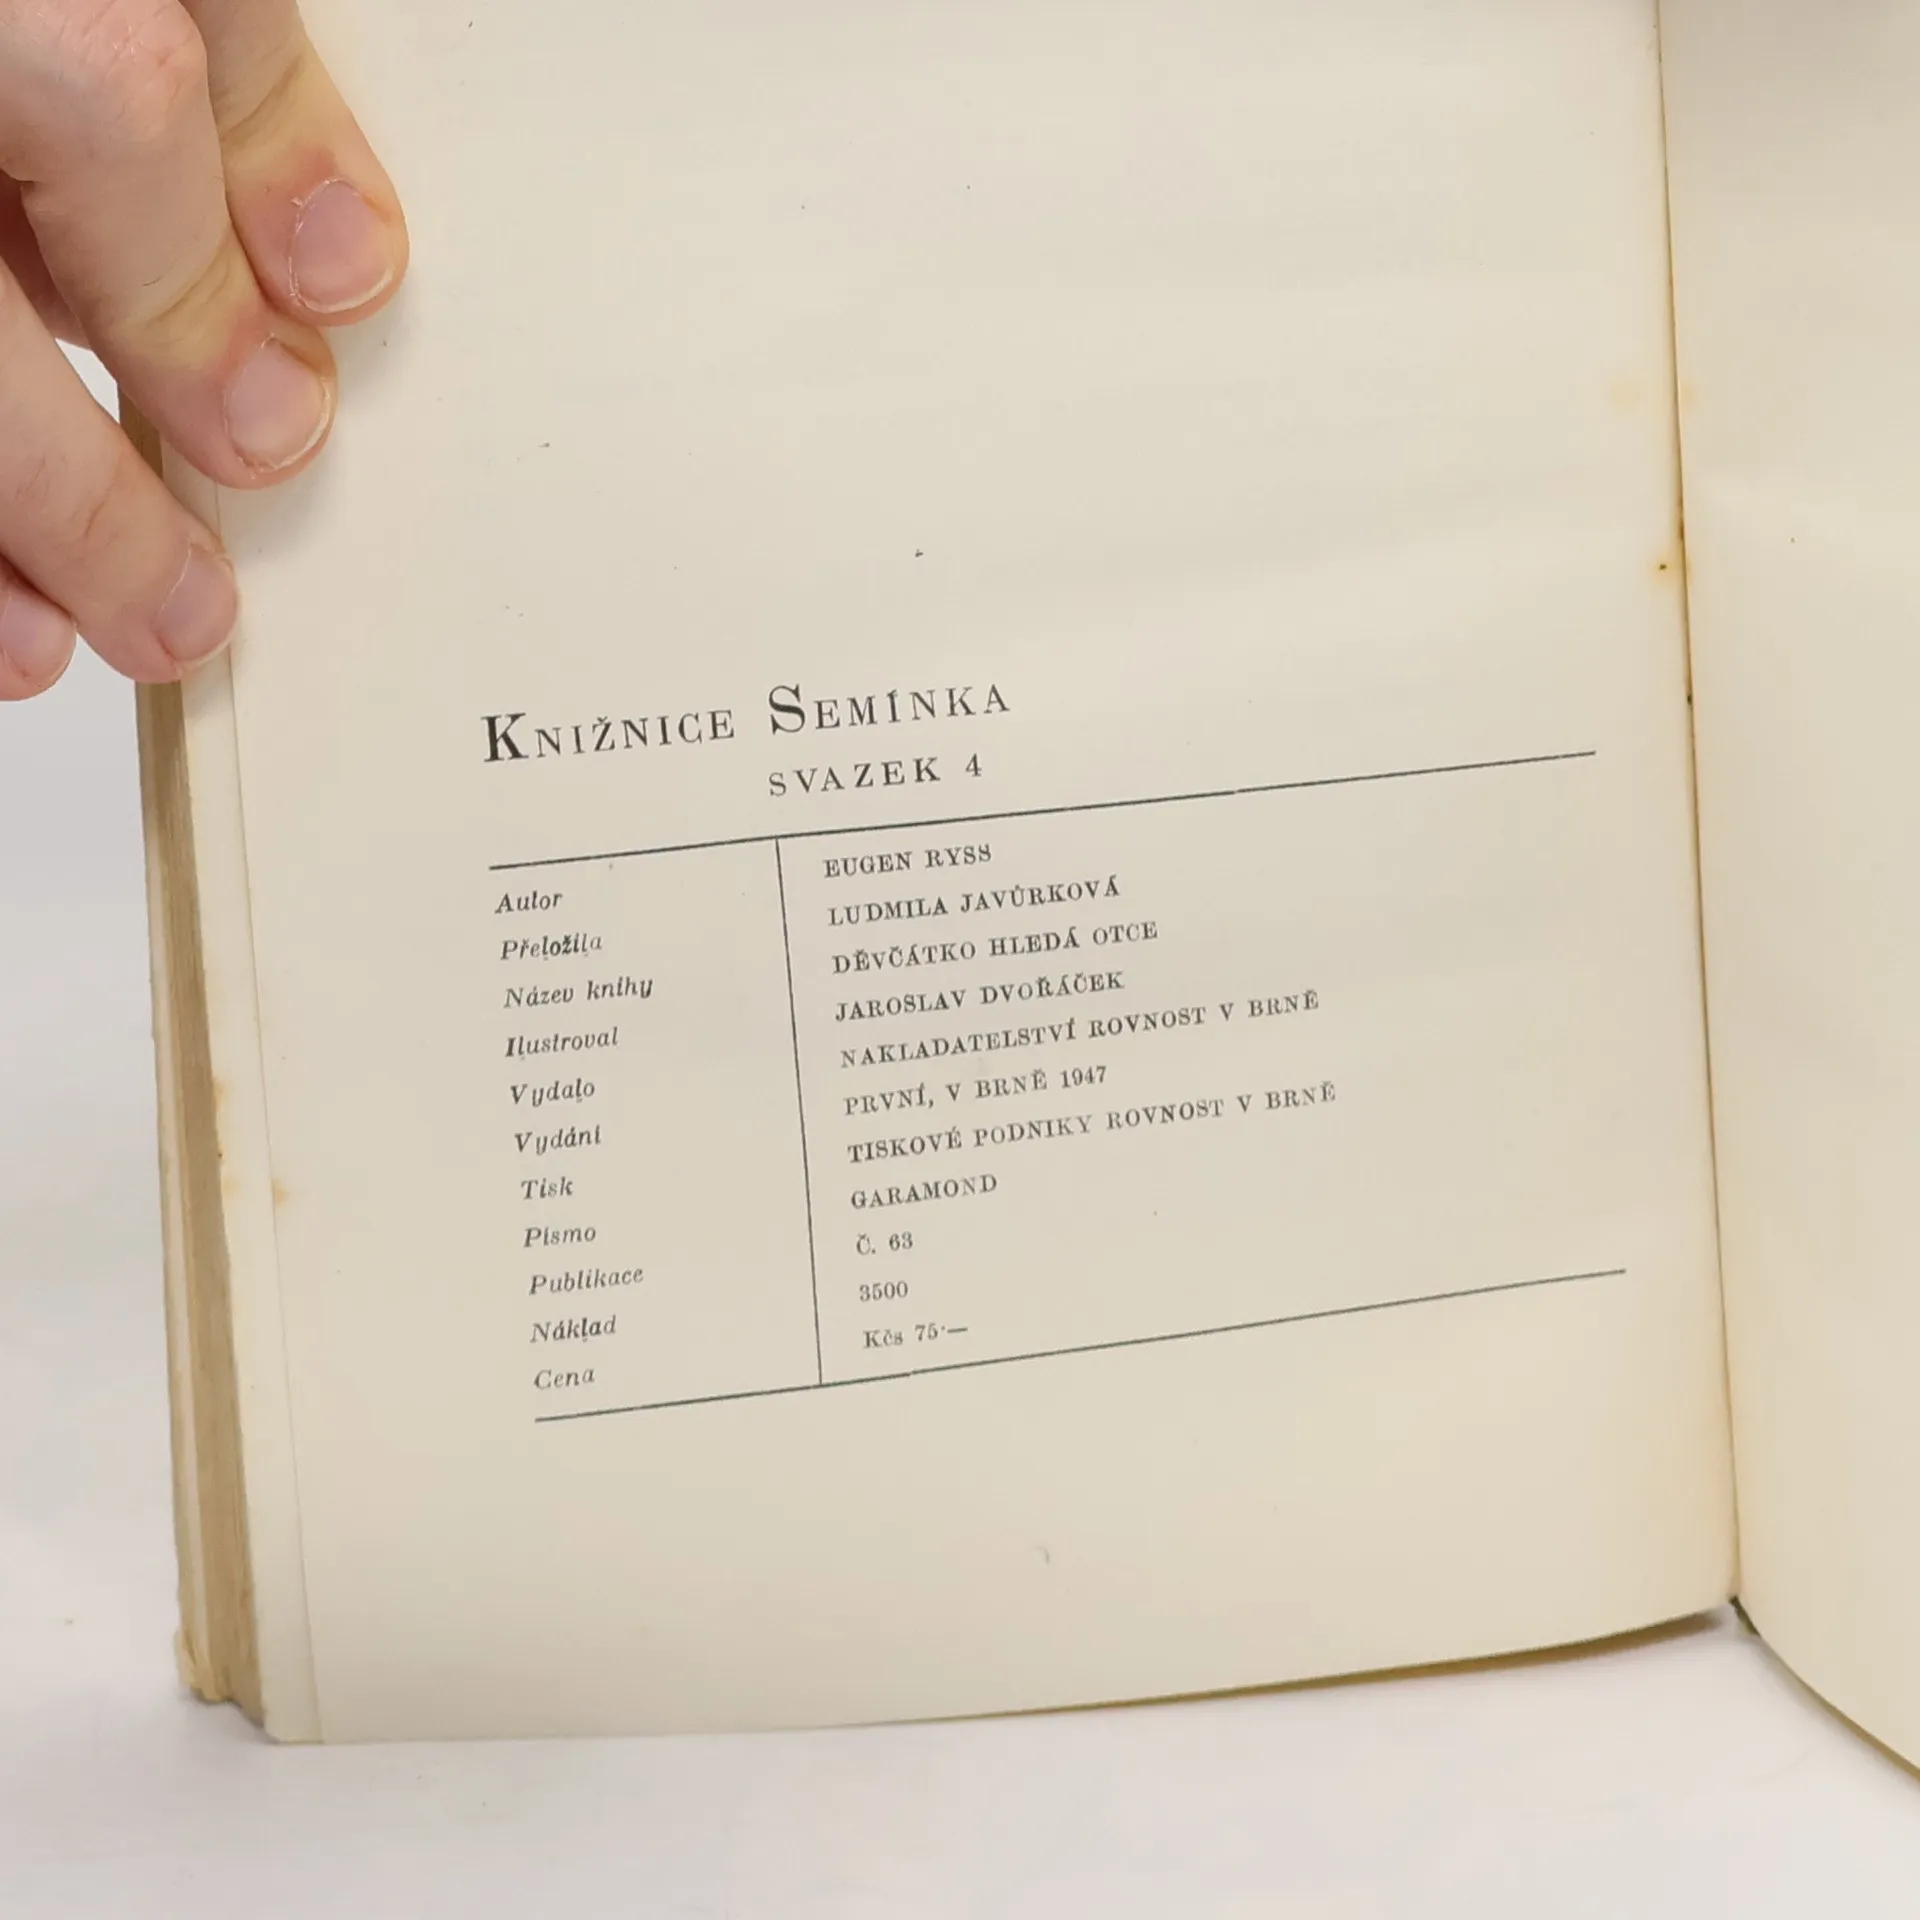 KNIŽNICE SEMÍNKA
SVAZEK 4
Autor EUGEN RYSS
Přeložila LUDMILA JAVŮRKOVÁ
Název knihy DĚVČÁTKO HLEDÁ OTCE
Ilustroval JAROSLAV DVOŘÁČEK
Vydalo NAKLADATELSTVÍ ROVNOST V BRNĚ
Vydání PRVNÍ, V BRNĚ 1947
Tisk TISKOVÉ PODNIKY ROVNOST V BRNĚ
Písmo GARAMOND
Publikace Č. 63
Náklad 3500
Cena Kčs 75·—